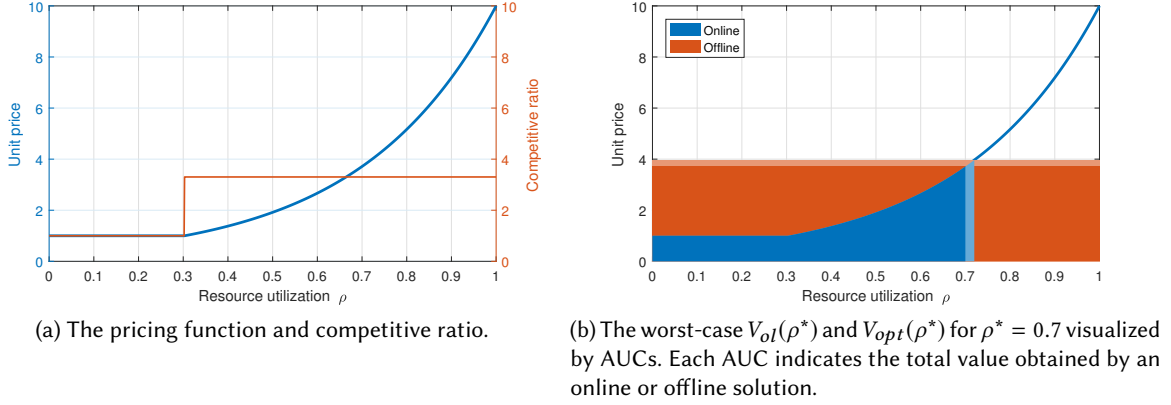 10
8
6
4
2
0
Unit price
10
8
6
4
2
0
Competitive ratio
0 0.1 0.2 0.3 0.4 0.5 0.6 0.7 0.8 0.9 1
Resource utilization ρ
(a) The pricing function and competitive ratio.
Online
Offline
10
8
6
4
2
0
Unit price
0 0.1 0.2 0.3 0.4 0.5 0.6 0.7 0.8 0.9 1
Resource utilization ρ
(b) The worst-case V_{ol}(ρ*) and V_{opt}(ρ*) for ρ* = 0.7 visualized
by AUCs. Each AUC indicates the total value obtained by an
online or offline solution.